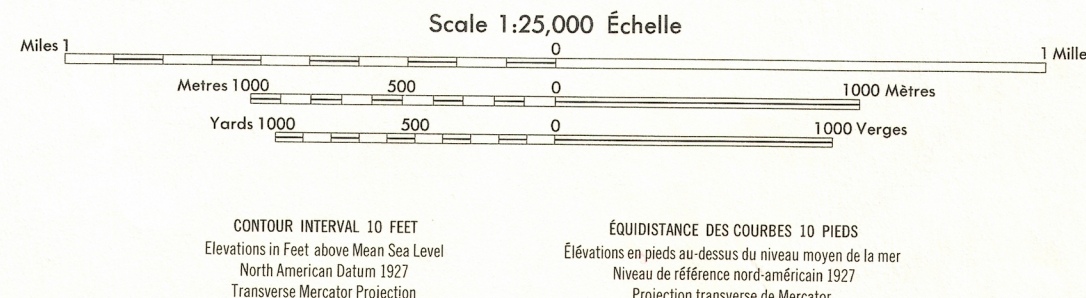 Scale 1:25,000 Échelle
Miles 1 0 1 Mille
Metres 1000 500 0 1000 Mètres
Yards 1000 500 0 1000 Verges
CONTOUR INTERVAL 10 FEET
Elevations in Feet above Mean Sea Level
North American Datum 1927
Transverse Mercator Projection
ÉQUIDISTANCE DES COURBES 10 PIEDS
Élévations en pieds au-dessus du niveau moyen de la mer
Niveau de référence nord-américain 1927
Projection transverse de Mercator